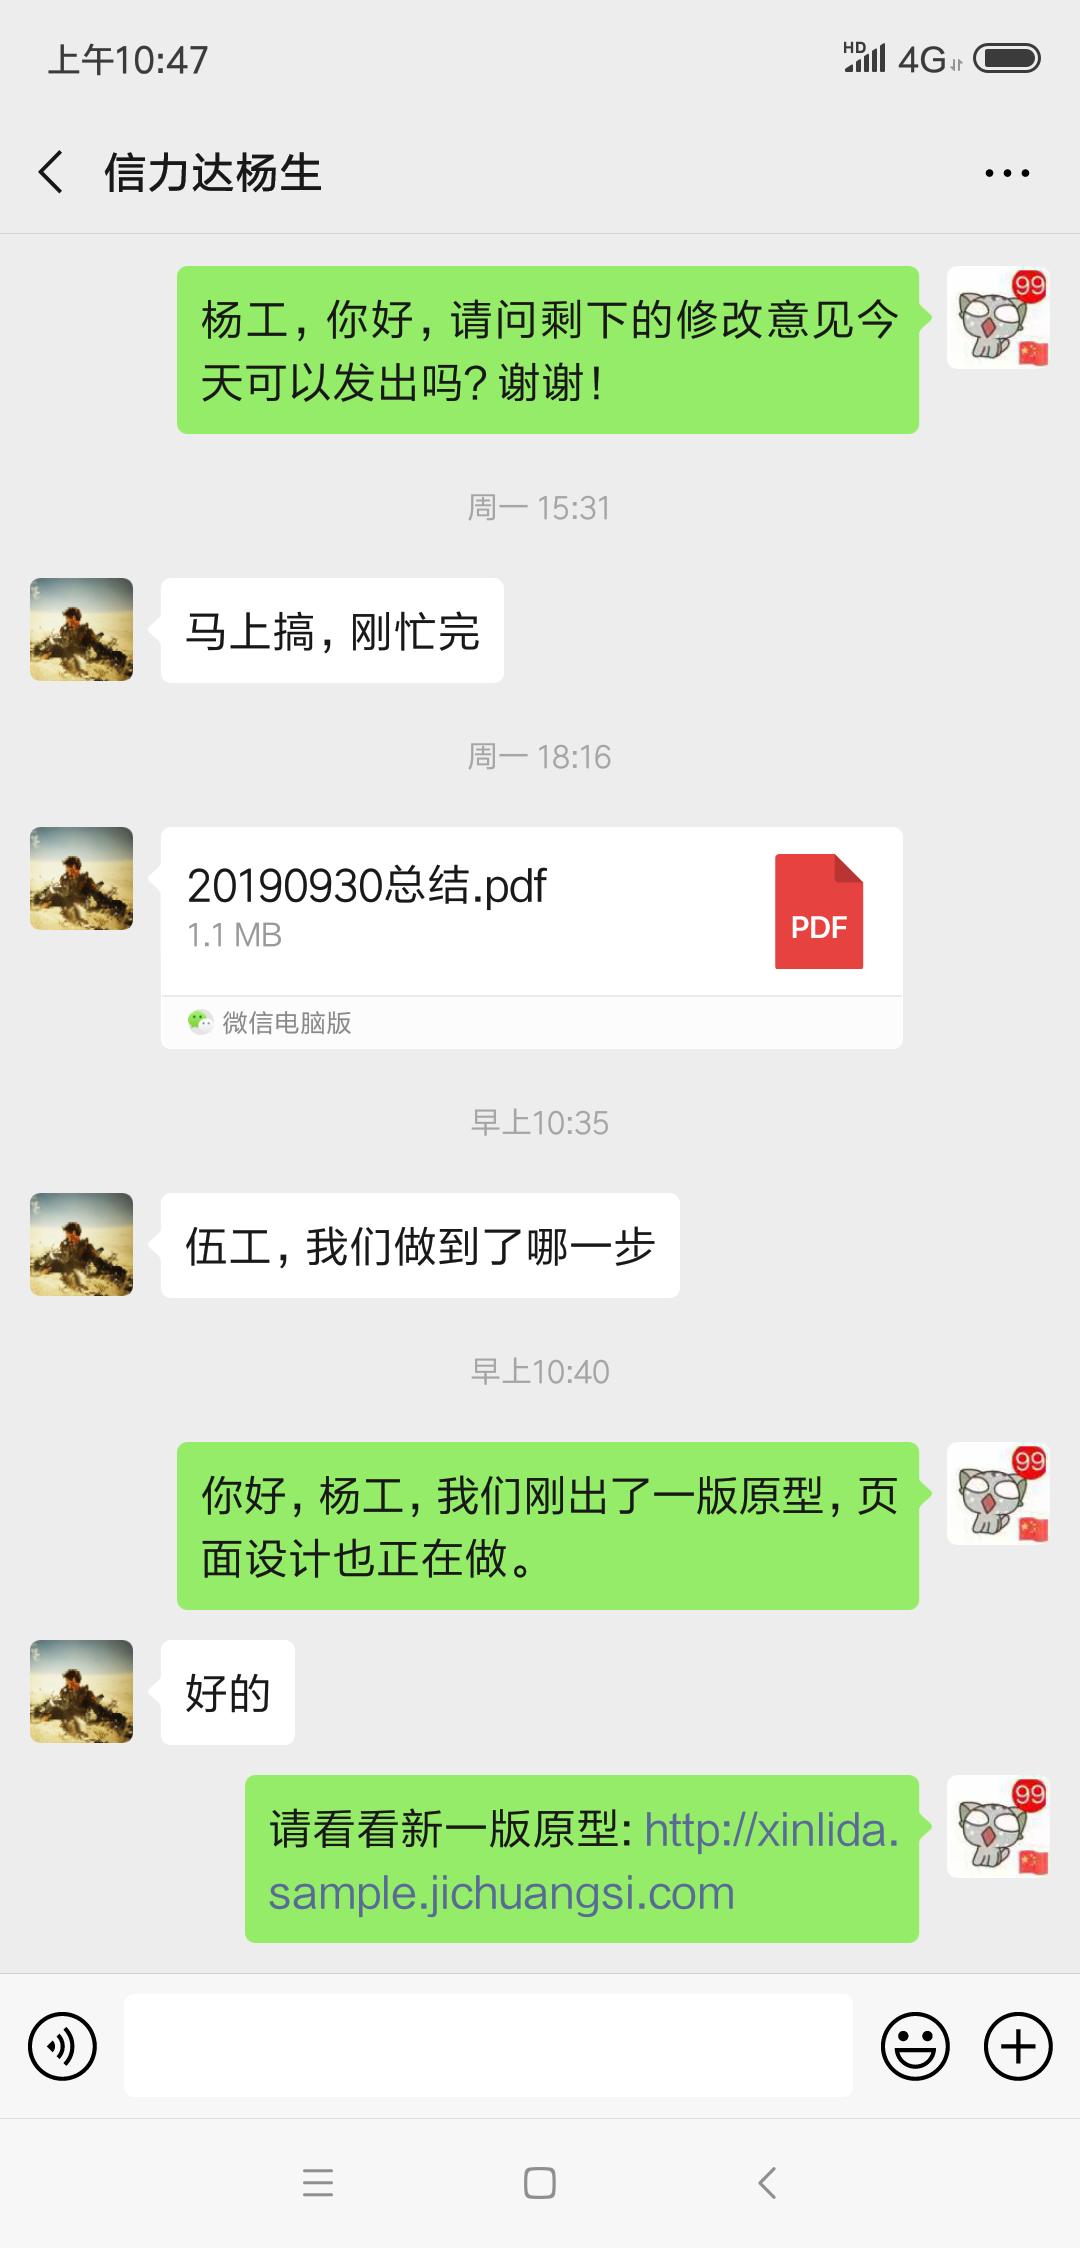 上午10:47
HD 4G
信力达杨生
杨工，你好，请问剩下的修改意见今
天可以发出吗？谢谢！
99
周一 15:31
马上搞，刚忙完
周一 18:16
20190930总结.pdf
1.1 MB
PDF
微信电脑版
早上10:35
伍工，我们做到了哪一步
早上10:40
你好，杨工，我们刚出了一版原型，页
面设计也正在做。
99
好的
请看看新一版原型: http://xinlida.
sample.jichuangsi.com
99